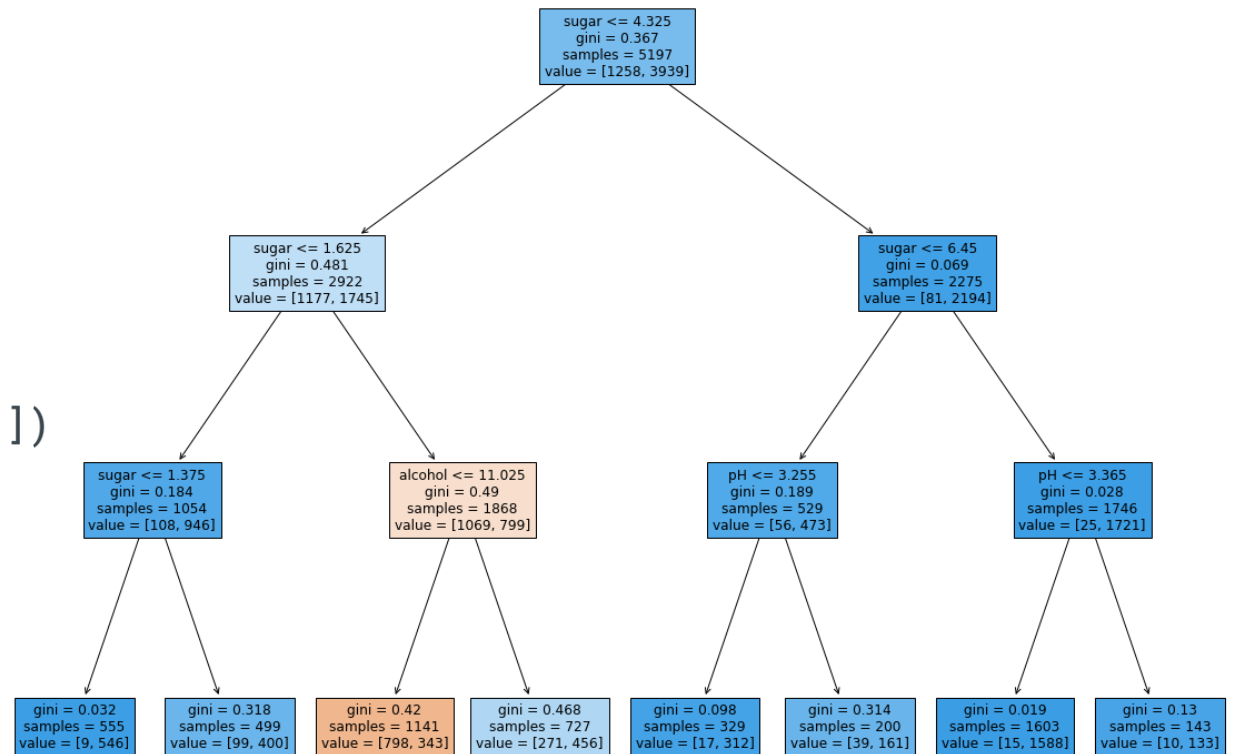 sugar <= 4.325
gini = 0.367
samples = 5197
value = [1258, 3939]
sugar <= 1.625
gini = 0.481
samples = 2922
value = [1177, 1745]
sugar <= 6.45
gini = 0.069
samples = 2275
value = [81, 2194]
])
sugar <= 1.375
gini = 0.184
samples = 1054
value = [108, 946]
alcohol <= 11.025
gini = 0.49
samples = 1868
value = [1069, 799]
pH <= 3.255
gini = 0.189
samples = 529
value = [56, 473]
pH <= 3.365
gini = 0.028
samples = 1746
value = [25, 1721]
gini = 0.032
samples = 555
value = [9, 546]
gini = 0.318
samples = 499
value = [99, 400]
gini = 0.42
samples = 1141
value = [798, 343]
gini = 0.468
samples = 727
value = [271, 456]
gini = 0.098
samples = 329
value = [17, 312]
gini = 0.314
samples = 200
value = [39, 161]
gini = 0.019
samples = 1603
value = [15, 1588]
gini = 0.13
samples = 143
value = [10, 133]